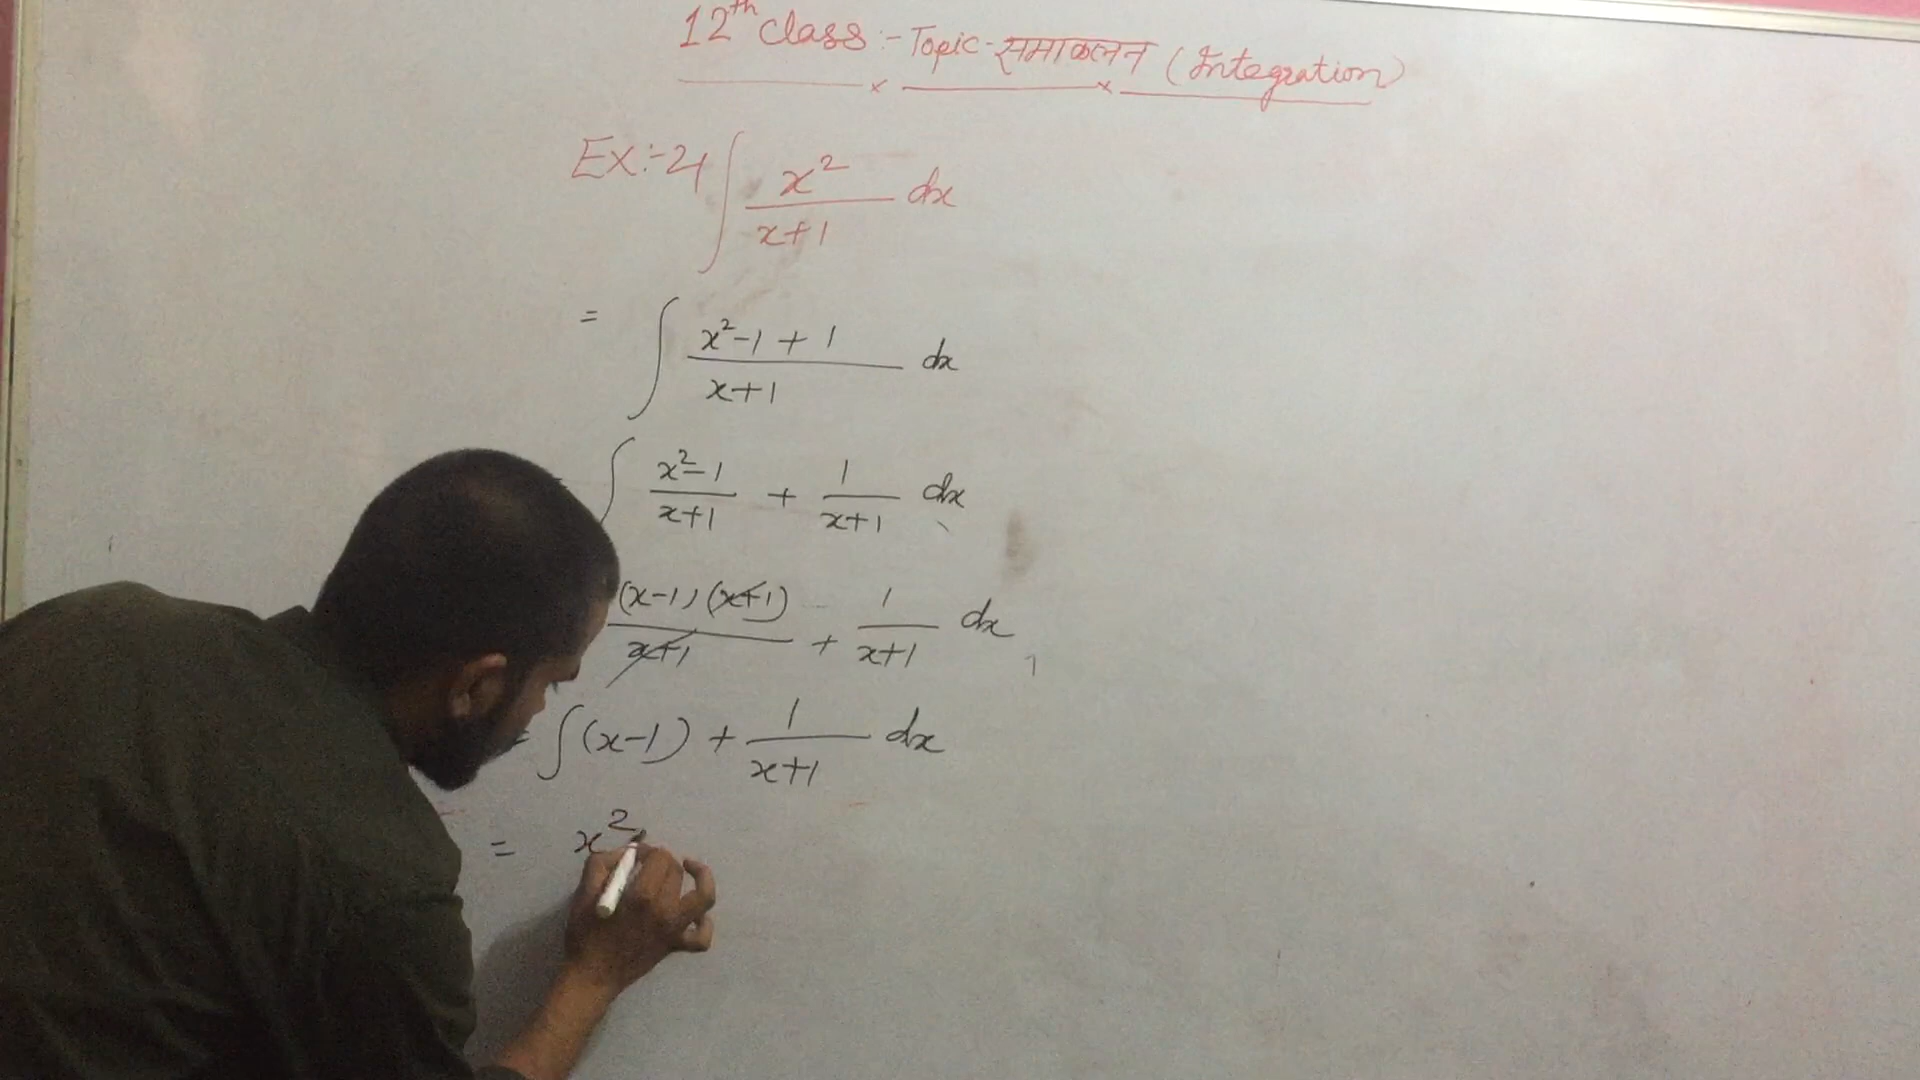 12th class :- Topic - समाकलन (Integration)
Ex:-2 ∫ x²/(x+1) dx
= ∫ (x²-1+1)/(x+1) dx
∫ (x²-1)/(x+1) + 1/(x+1) dx
(x-1)(x+1)/(x+1) + 1/(x+1) dx
= ∫(x-1) + 1/(x+1) dx
= x²